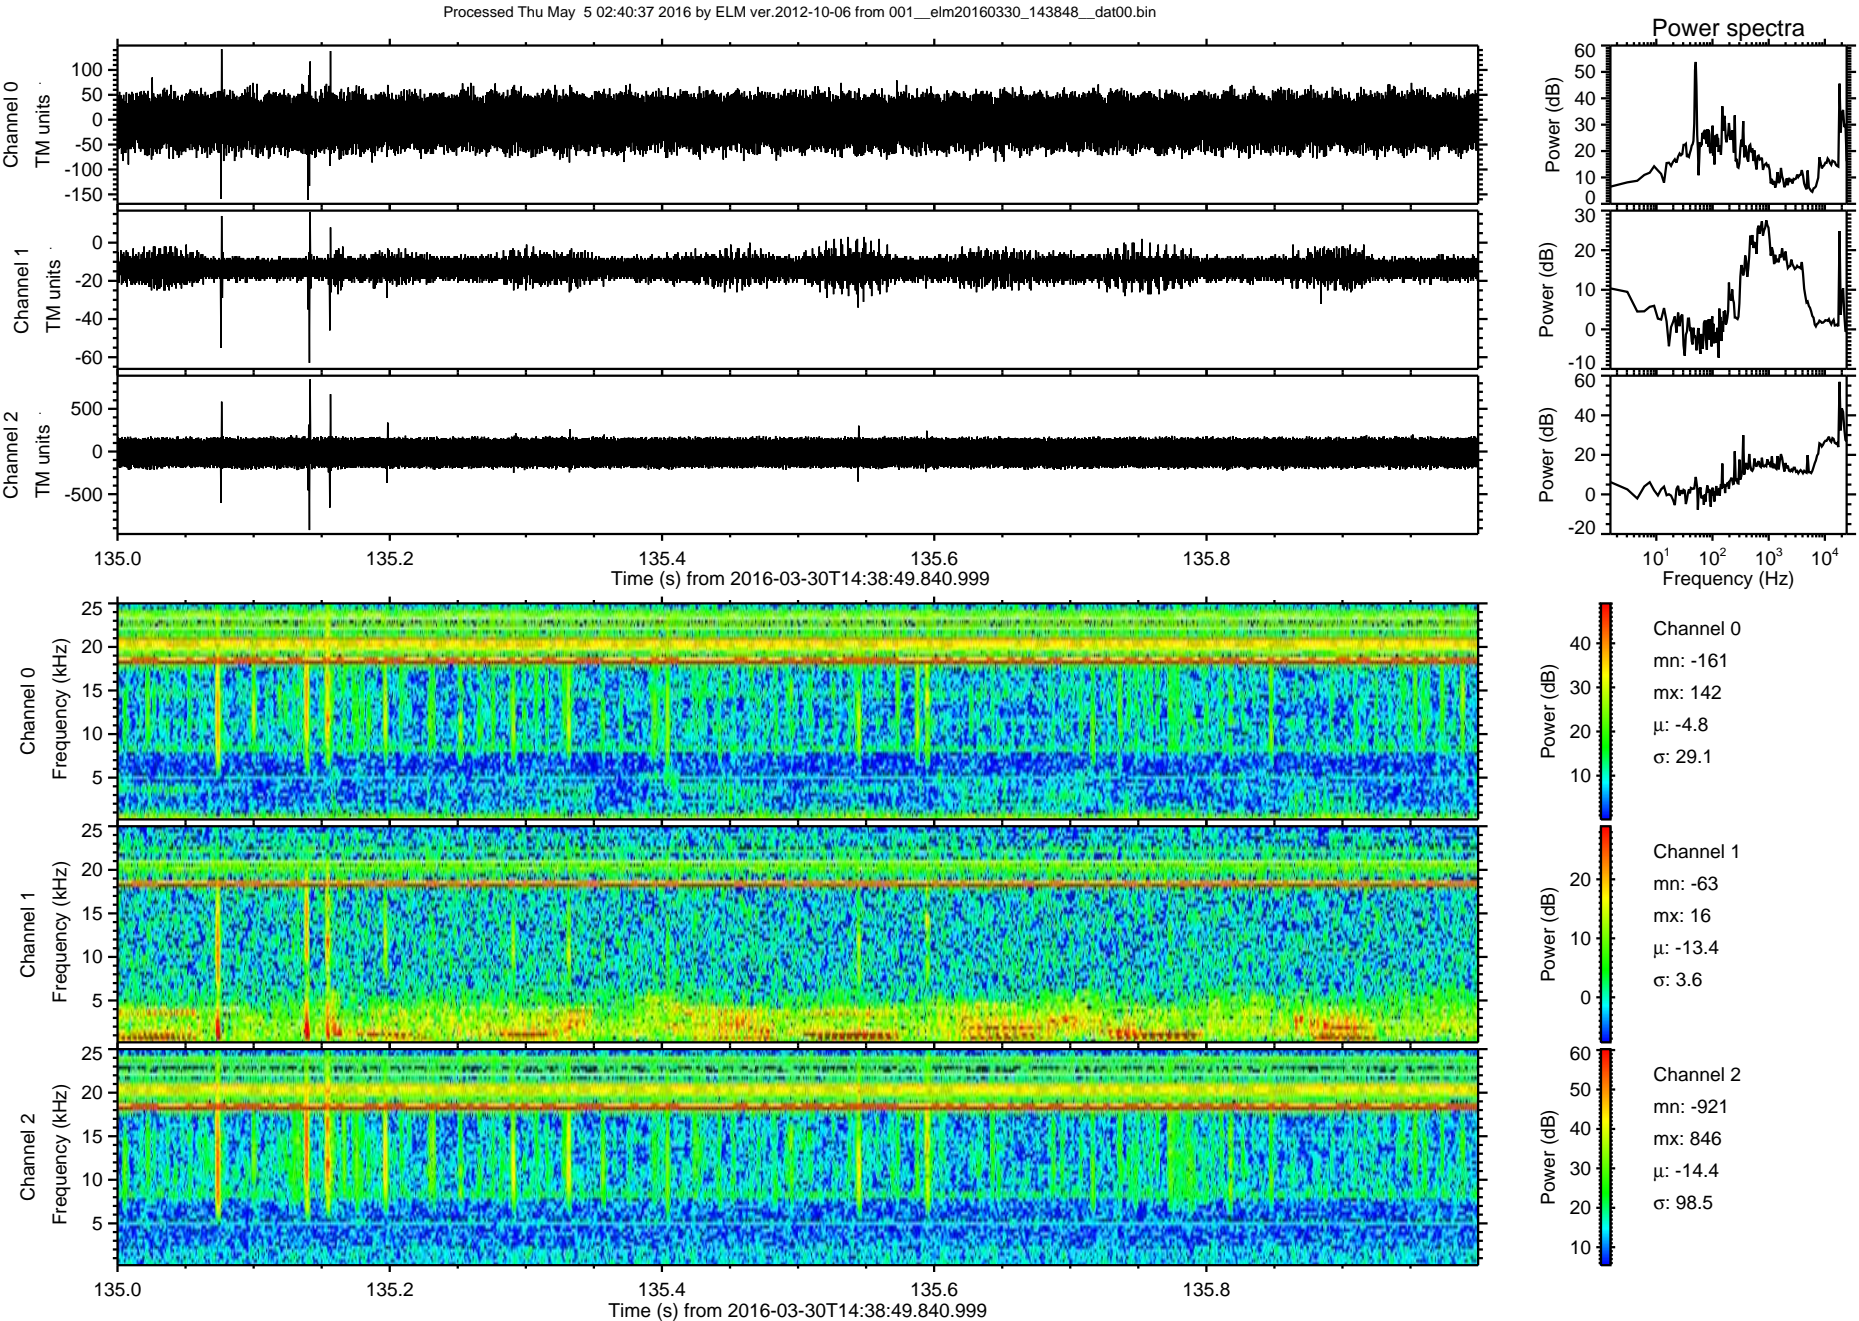 Processed Thu May  5 02:40:37 2016 by ELM ver.2012-10-06 from 001__elm20160330_143848__dat00.bin
Power spectra
Channel 0
TM units
100
50
0
-50
-100
-150
Power (dB)
60
50
40
30
20
10
0
Channel 1
TM units
0
-20
-40
-60
Power (dB)
30
20
10
0
-10
Channel 2
TM units
500
0
-500
Power (dB)
60
40
20
0
-20
135.0 135.2 135.4 135.6 135.8
Time (s) from 2016-03-30T14:38:49.840.999
10¹ 10² 10³ 10⁴
Frequency (Hz)
Channel 0
Frequency (kHz)
25
20
15
10
5
Power (dB)
40
30
20
10
Channel 0
mn: -161
mx: 142
µ: -4.8
σ: 29.1
Channel 1
Frequency (kHz)
25
20
15
10
5
Power (dB)
20
10
0
Channel 1
mn: -63
mx: 16
µ: -13.4
σ: 3.6
Channel 2
Frequency (kHz)
25
20
15
10
5
Power (dB)
60
50
40
30
20
10
Channel 2
mn: -921
mx: 846
µ: -14.4
σ: 98.5
135.0 135.2 135.4 135.6 135.8
Time (s) from 2016-03-30T14:38:49.840.999